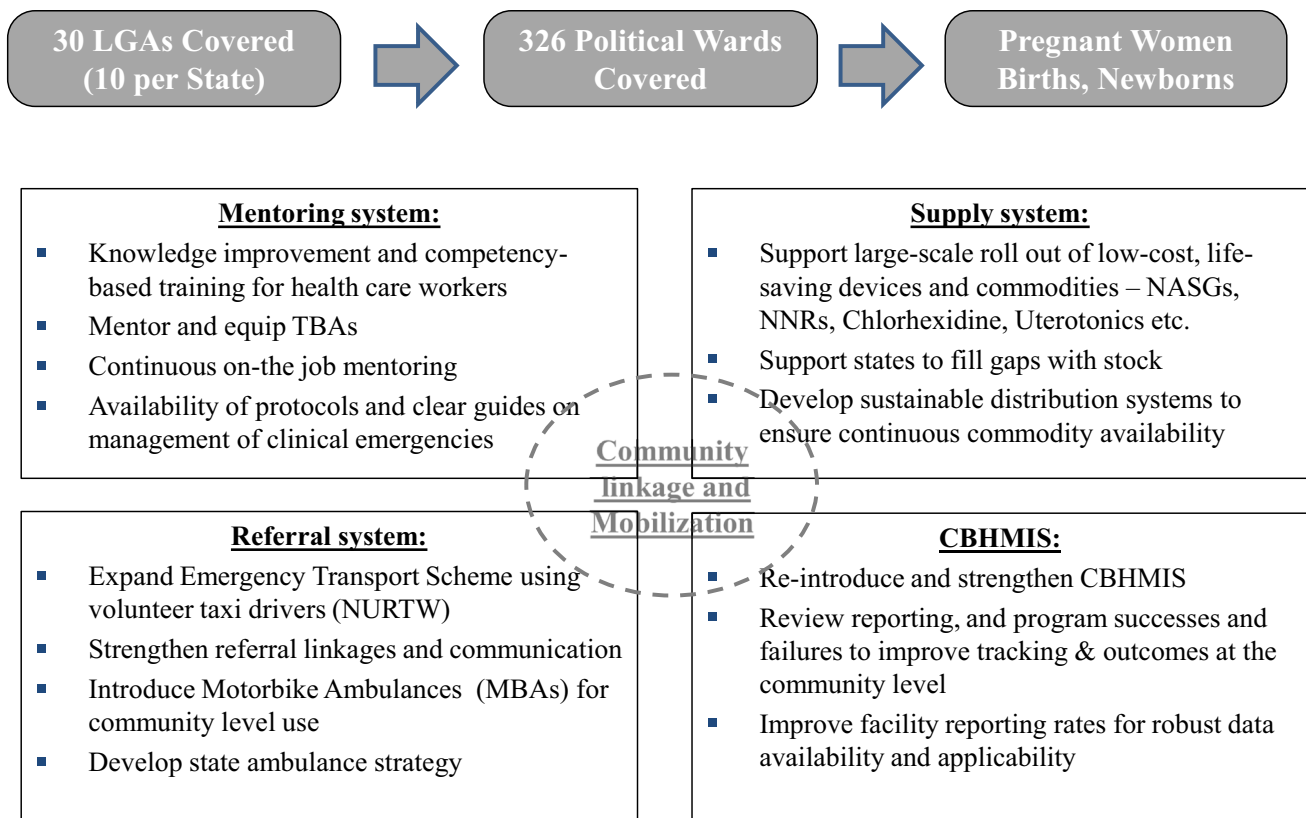 30 LGAs Covered
(10 per State)
326 Political Wards
Covered
Pregnant Women
Births, Newborns
Mentoring system:
Knowledge improvement and competency-
based training for health care workers
Mentor and equip TBAs
Continuous on-the job mentoring
Availability of protocols and clear guides on
management of clinical emergencies
Supply system:
Support large-scale roll out of low-cost, life-
saving devices and commodities – NASGs,
NNRs, Chlorhexidine, Uterotonics etc.
Support states to fill gaps with stock
Develop sustainable distribution systems to
ensure continuous commodity availability
Community
linkage and
Mobilization
Referral system:
Expand Emergency Transport Scheme using
volunteer taxi drivers (NURTW)
Strengthen referral linkages and communication
Introduce Motorbike Ambulances (MBAs) for
community level use
Develop state ambulance strategy
CBHMIS:
Re-introduce and strengthen CBHMIS
Review reporting, and program successes and
failures to improve tracking & outcomes at the
community level
Improve facility reporting rates for robust data
availability and applicability